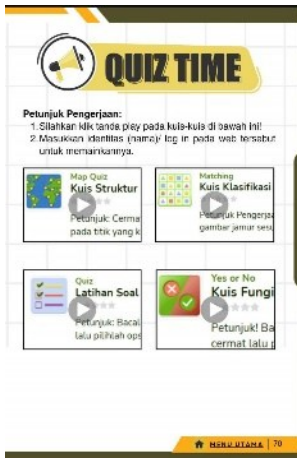 QUIZ TIME
Petunjuk Pengerjaan:
1. Silahkan klik tanda play pada kuis-kuis di bawah ini!
2. Masukkan identitas (nama)/ log in pada web tersebut
untuk memainkannya.
Map Quiz
Kuis Struktur
Petunjuk: Cerma
pada titik yang k
Matching
Kuis Klasifikasi
Petunjuk Pengerja
gambar jamur sesu
Quiz
Latihan Soal
Petunjuk: Bacal
lalu pilihlah ops
Yes or No
Kuis Fungi
Petunjuk! Ba
cermat lalu p
MENU UTAMA 70